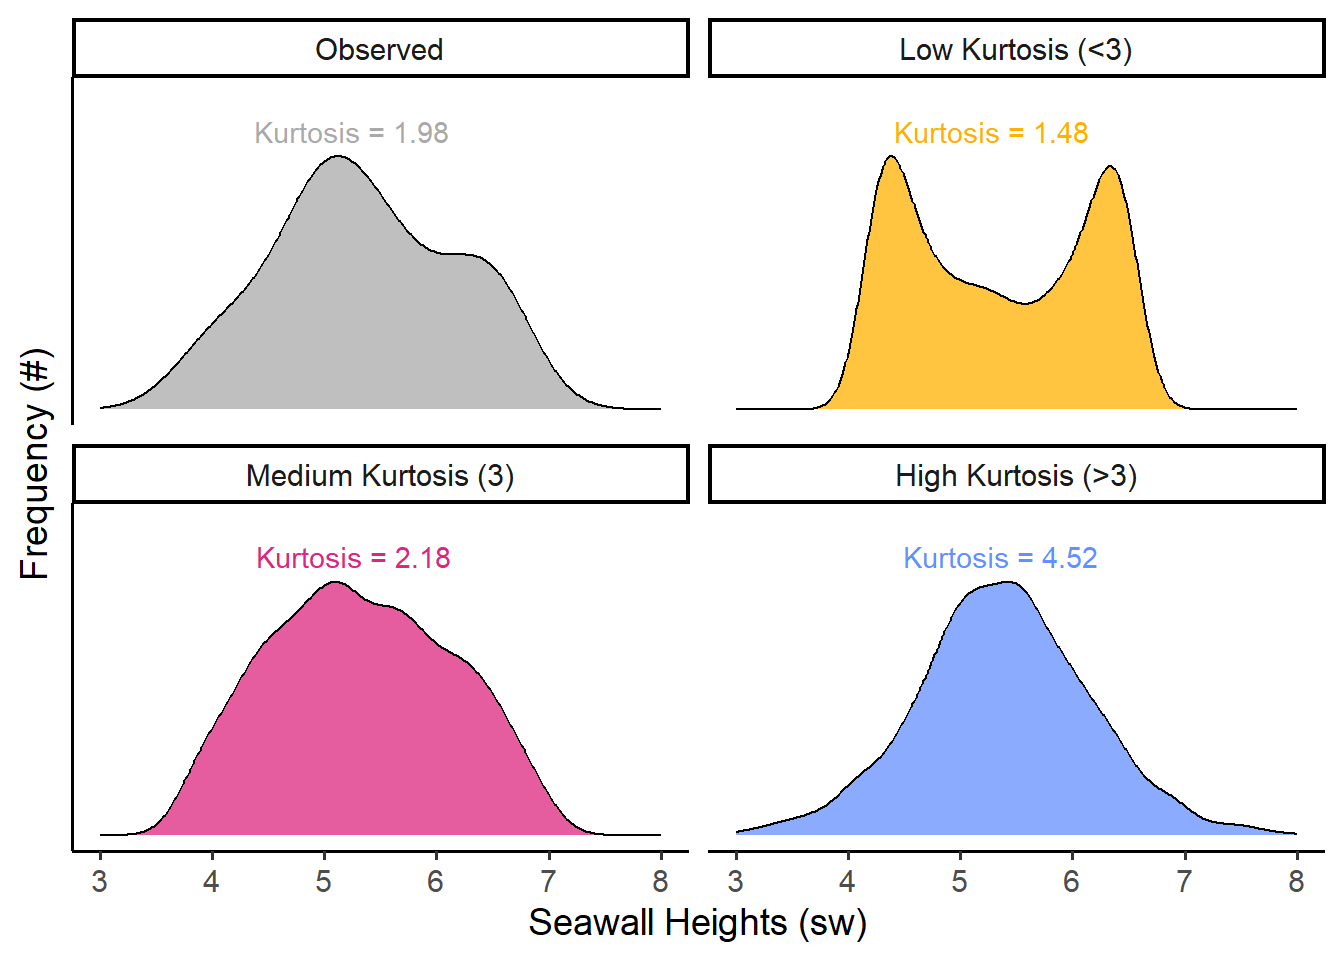 Observed
Low Kurtosis (<3)
Kurtosis = 1.98
Kurtosis = 1.48
Medium Kurtosis (3)
High Kurtosis (>3)
Kurtosis = 2.18
Kurtosis = 4.52
Frequency (#)
3 4 5 6 7 8
3 4 5 6 7 8
Seawall Heights (sw)